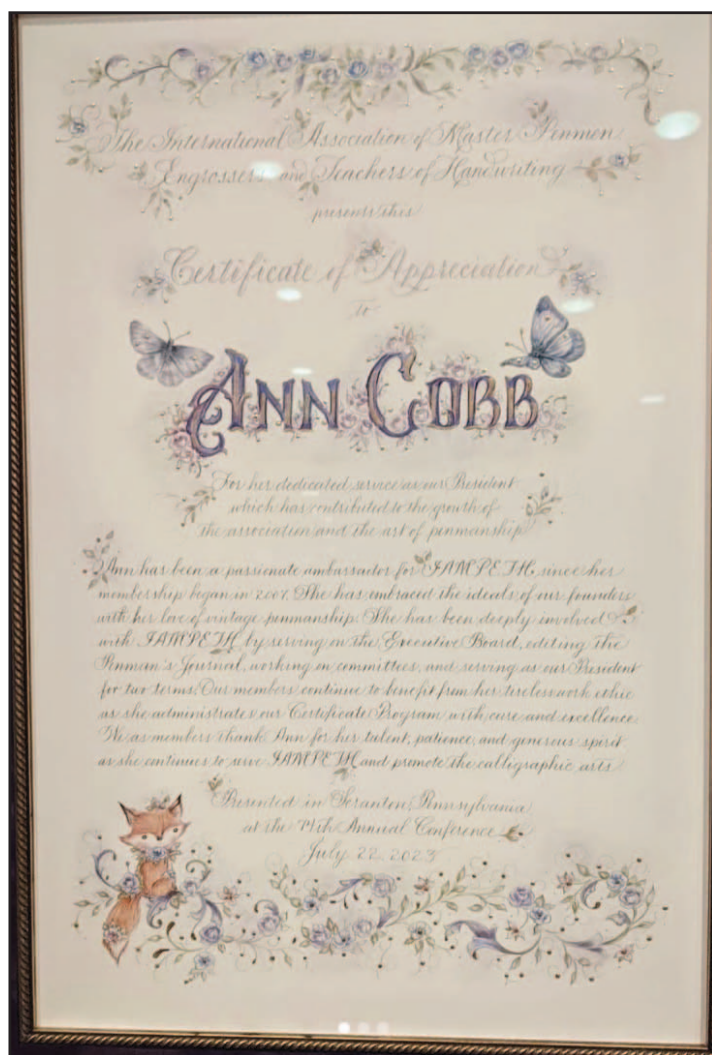 The International Association of Master Penmen
Engrossers and Teachers of Handwriting
presents this
Certificate of Appreciation
to
ANN COBB
For her dedicated service as our President
which has contributed to the growth of
the association and the art of penmanship
Ann has been a passionate ambassador for IAMPETH since her
membership began in 2007. She has embraced the ideals of our founders
with her love of vintage penmanship. She has been deeply involved
with IAMPETH by serving on the Executive Board, editing the
Penman's Journal, working on committees, and serving as our President
for two terms. Our members continue to benefit from her tireless work ethic
as she administrates our Certificate Program with care and excellence.
We as members thank Ann for her talent, patience, and generous spirit
as she continues to serve IAMPETH and promote the calligraphic arts.
Presented in Scranton, Pennsylvania
at the 74th Annual Conference
July 22, 2023